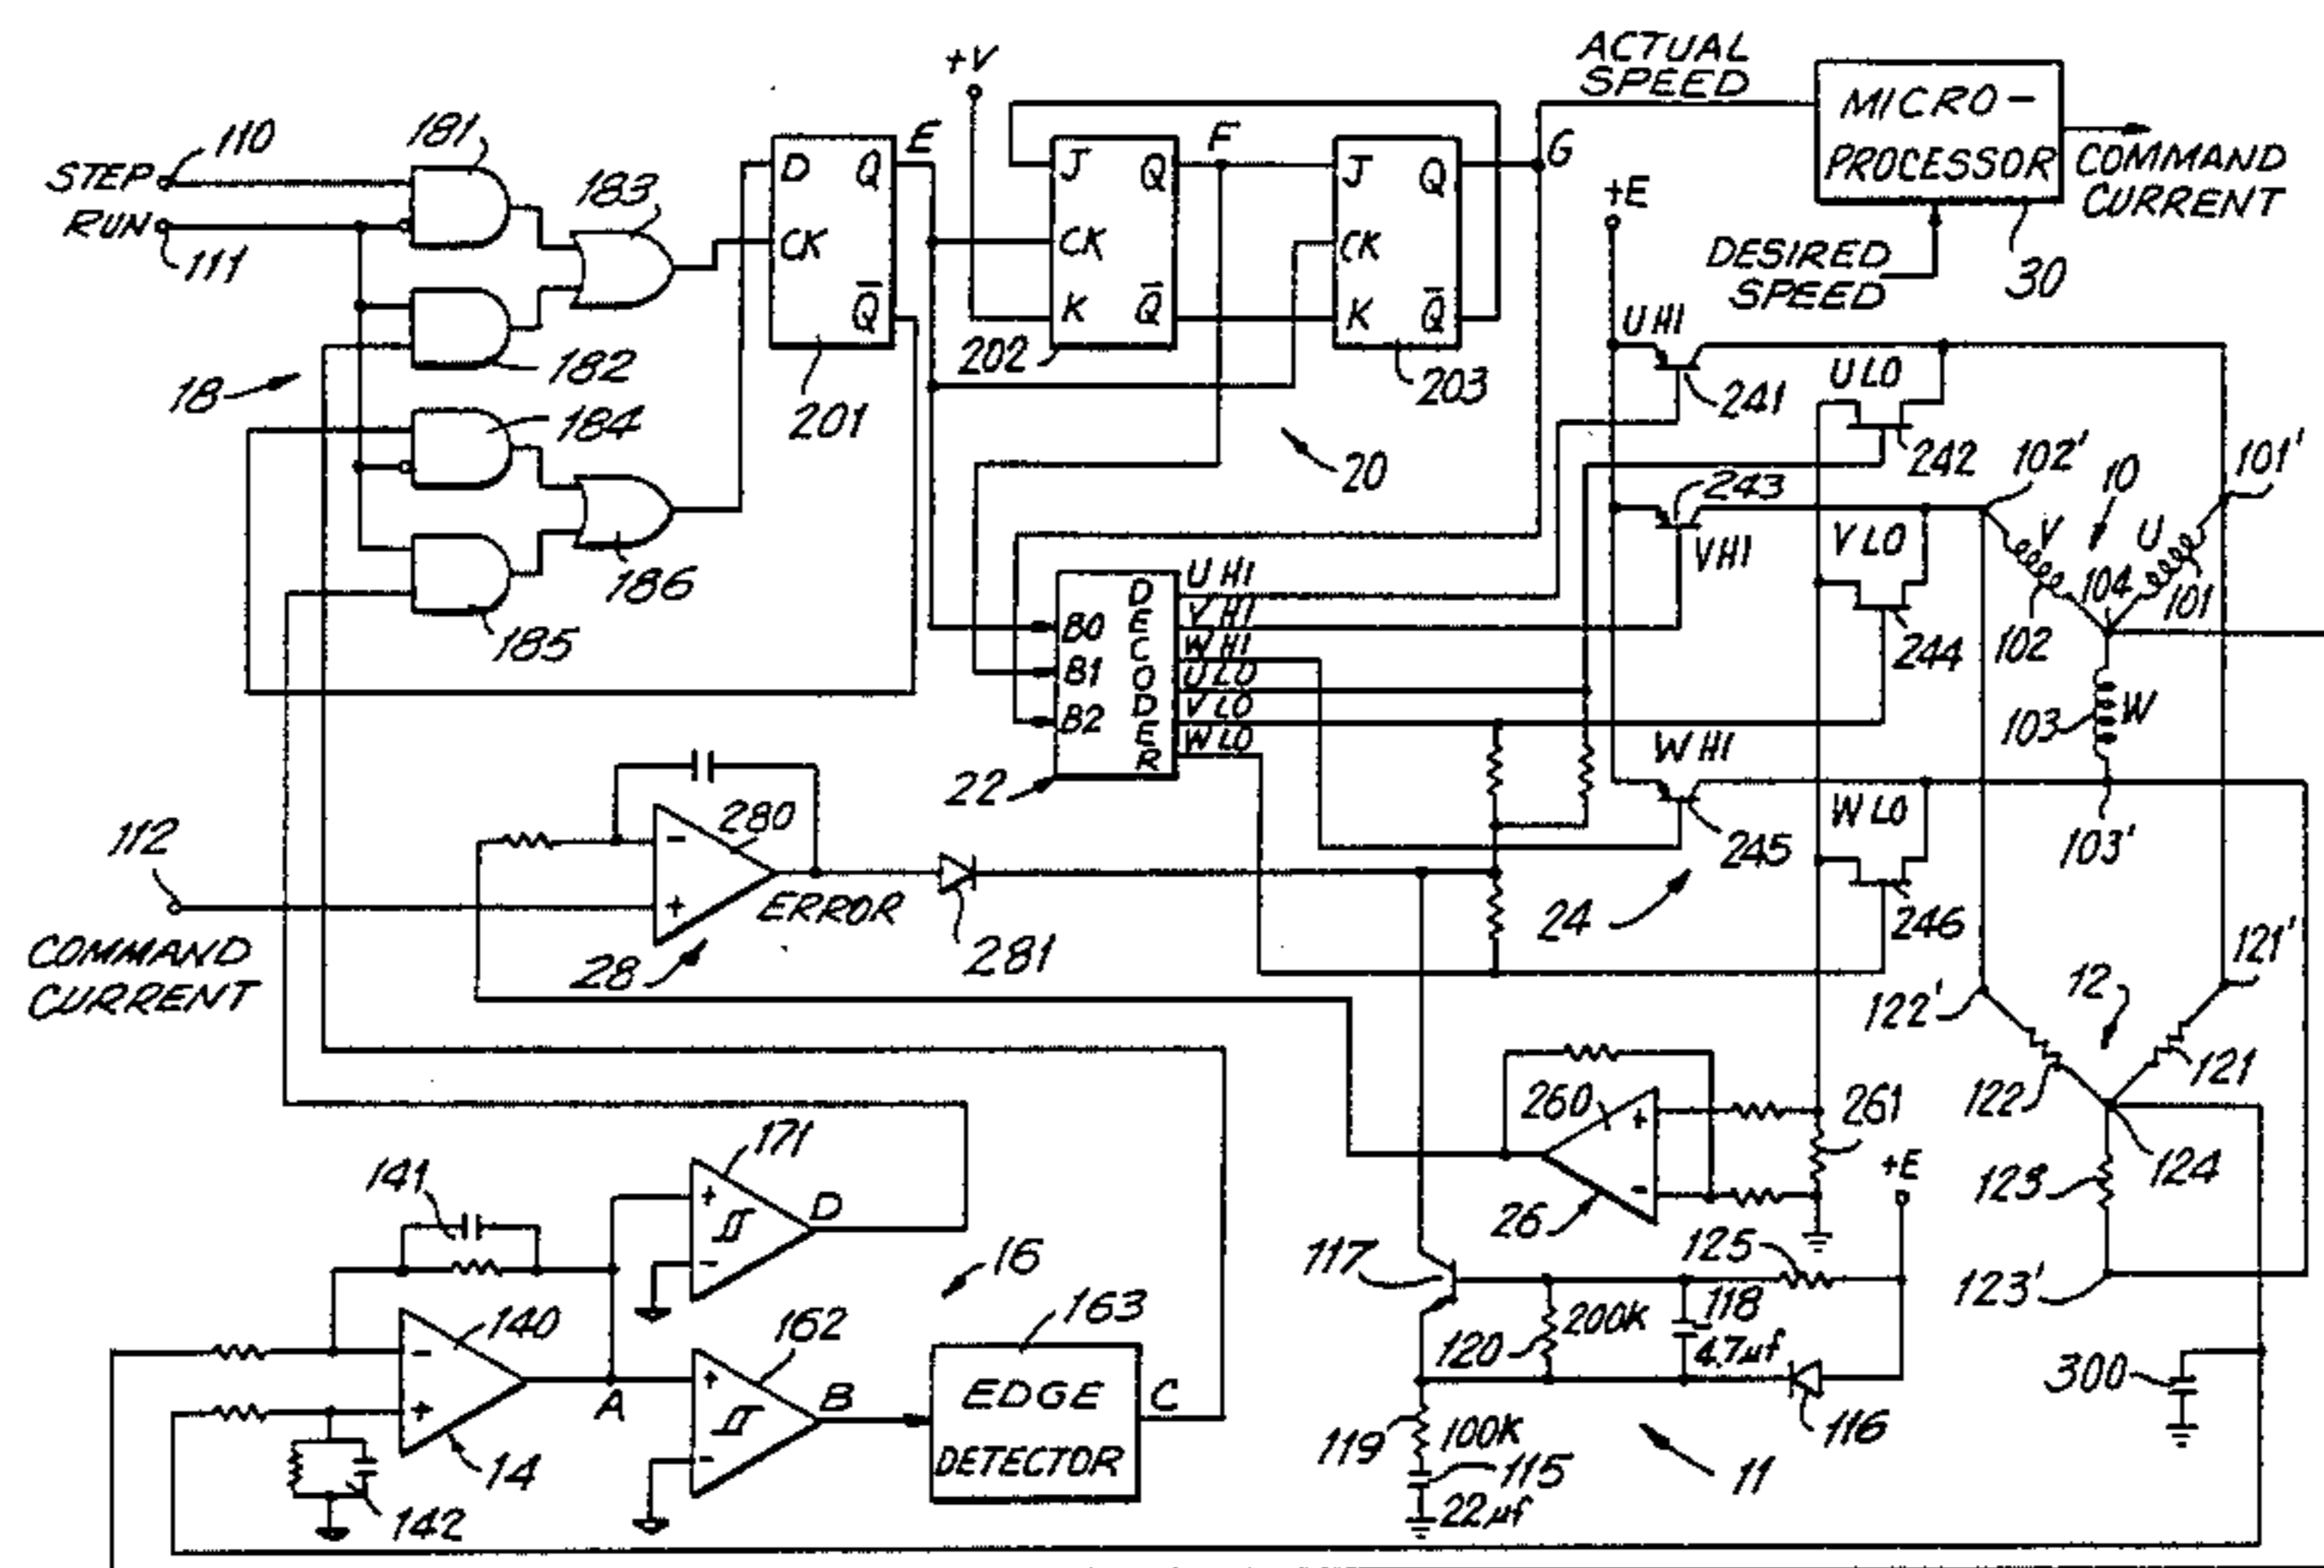 ACTUAL
SPEED
+V
MICRO-
PROCESSOR
COMMAND
CURRENT
DESIRED
SPEED
30
STEP
110
RUN
111
181
183
182
18
184
186
185
D Q
CK
Q̅
201
E
J Q
CK
K Q̅
202
F
J Q
CK
K Q̅
203
G
20
+E
U HI
241
U LO
242
243
V HI
V LO
244
102'
10
101'
V
U
104
101
102
W
103
103'
B0
B1
B2
DECODER
U HI
V HI
W HI
U LO
V LO
W LO
22
W HI
245
W LO
246
24
112
COMMAND
CURRENT
-
+
280
ERROR
28
281
122'
12
121'
121
122
123
124
123'
260
+
-
26
261
+E
125
117
118
4.7µf
120
200K
116
119
100K
115
22µf
11
300
171
+
-
D
141
140
-
+
14
142
A
162
+
-
B
16
163
EDGE
DETECTOR
C